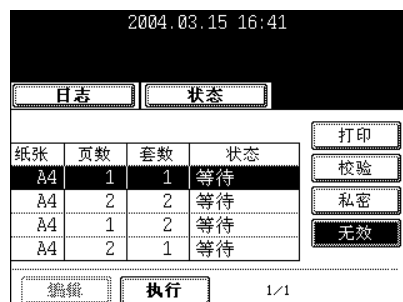 2004.03.15 16:41
日志 状态
打印
纸张 页数 套数 状态
校验
A4 1 1 等待
A4 2 2 等待
私密
A4 1 2 等待
无效
A4 2 1 等待
编辑 执行 1/1